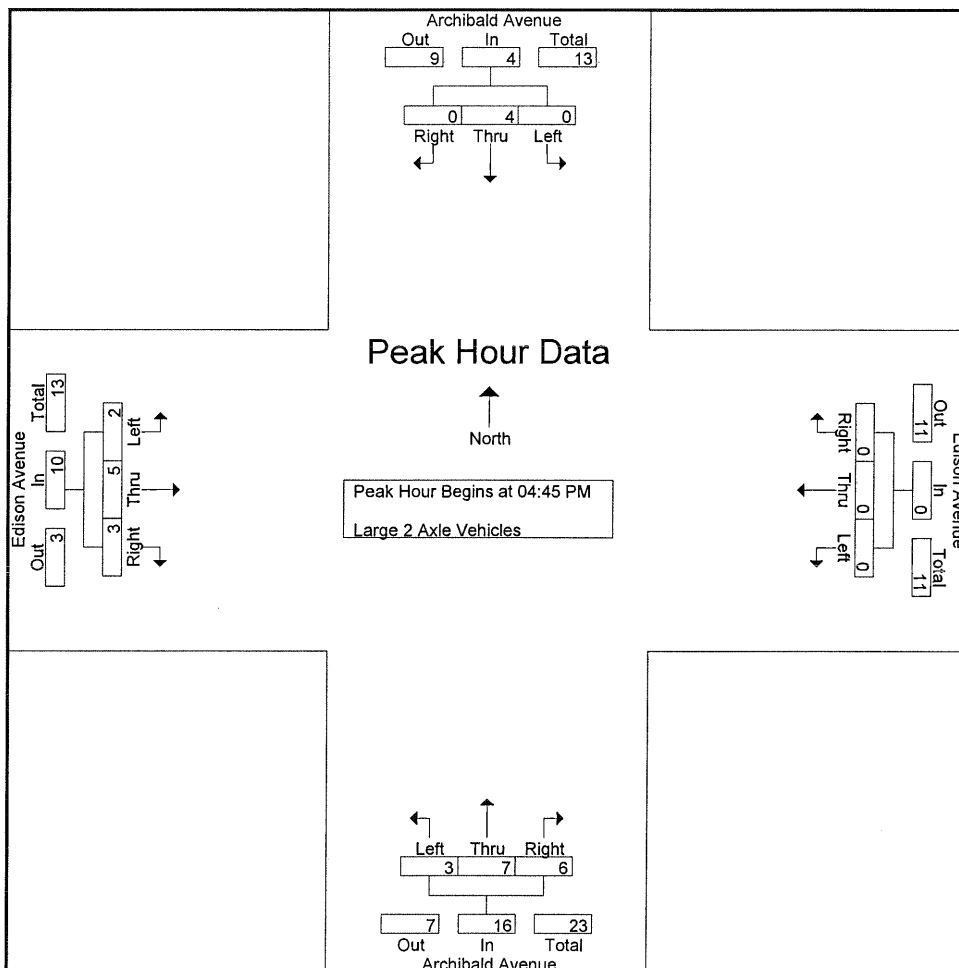 Archibald Avenue
Out In Total
9 4 13
0 4 0
Right Thru Left
Peak Hour Data
North
Peak Hour Begins at 04:45 PM
Large 2 Axle Vehicles
Edison Avenue
Out In Total
3 10 13
2 5 3
Left Thru Right
Right Thru Left
0 0 0
Out In Total
11 0 11
Edison Avenue
Left Thru Right
3 7 6
7 16 23
Out In Total
Archibald Avenue